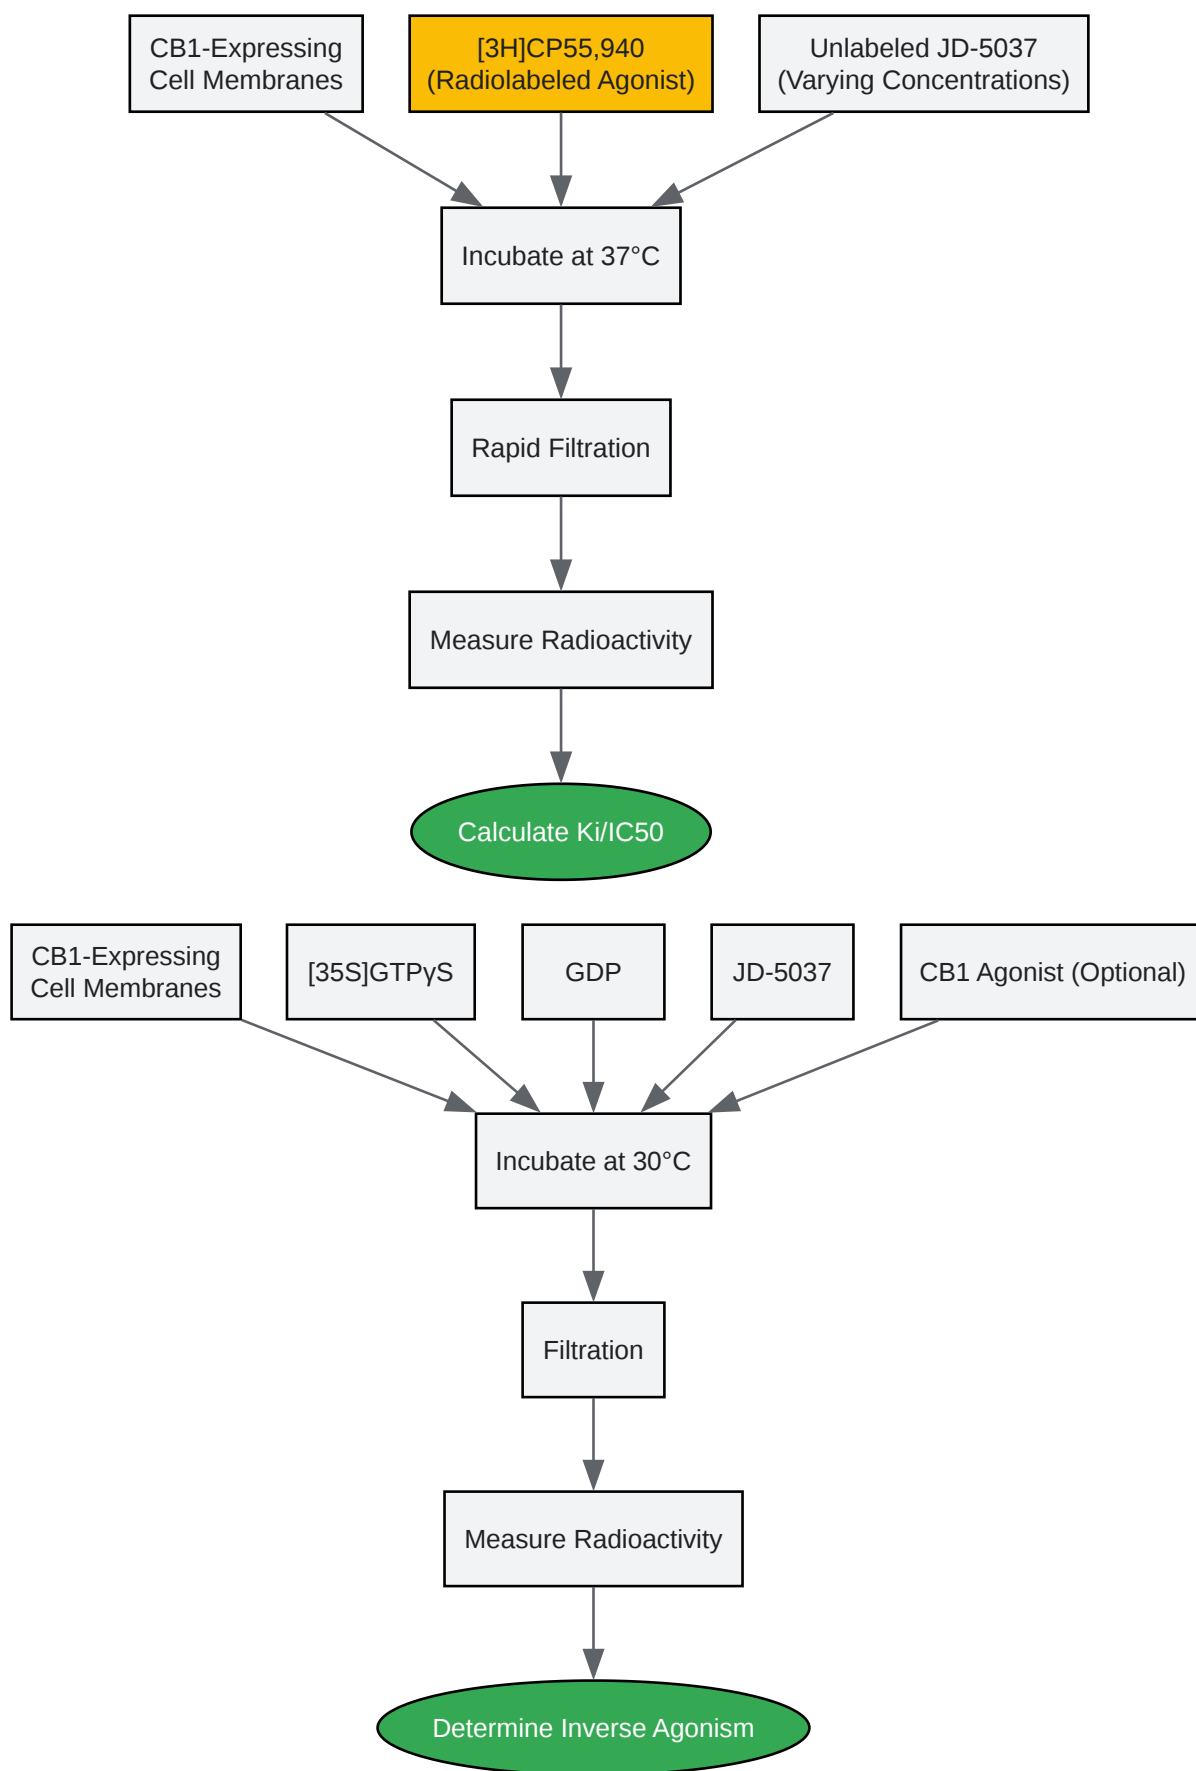 CB1-Expressing
Cell Membranes
[3H]CP55,940
(Radiolabeled Agonist)
Unlabeled JD-5037
(Varying Concentrations)
Incubate at 37°C
Rapid Filtration
Measure Radioactivity
Calculate Ki/IC50
CB1-Expressing
Cell Membranes
[35S]GTPγS
GDP
JD-5037
CB1 Agonist (Optional)
Incubate at 30°C
Filtration
Measure Radioactivity
Determine Inverse Agonism